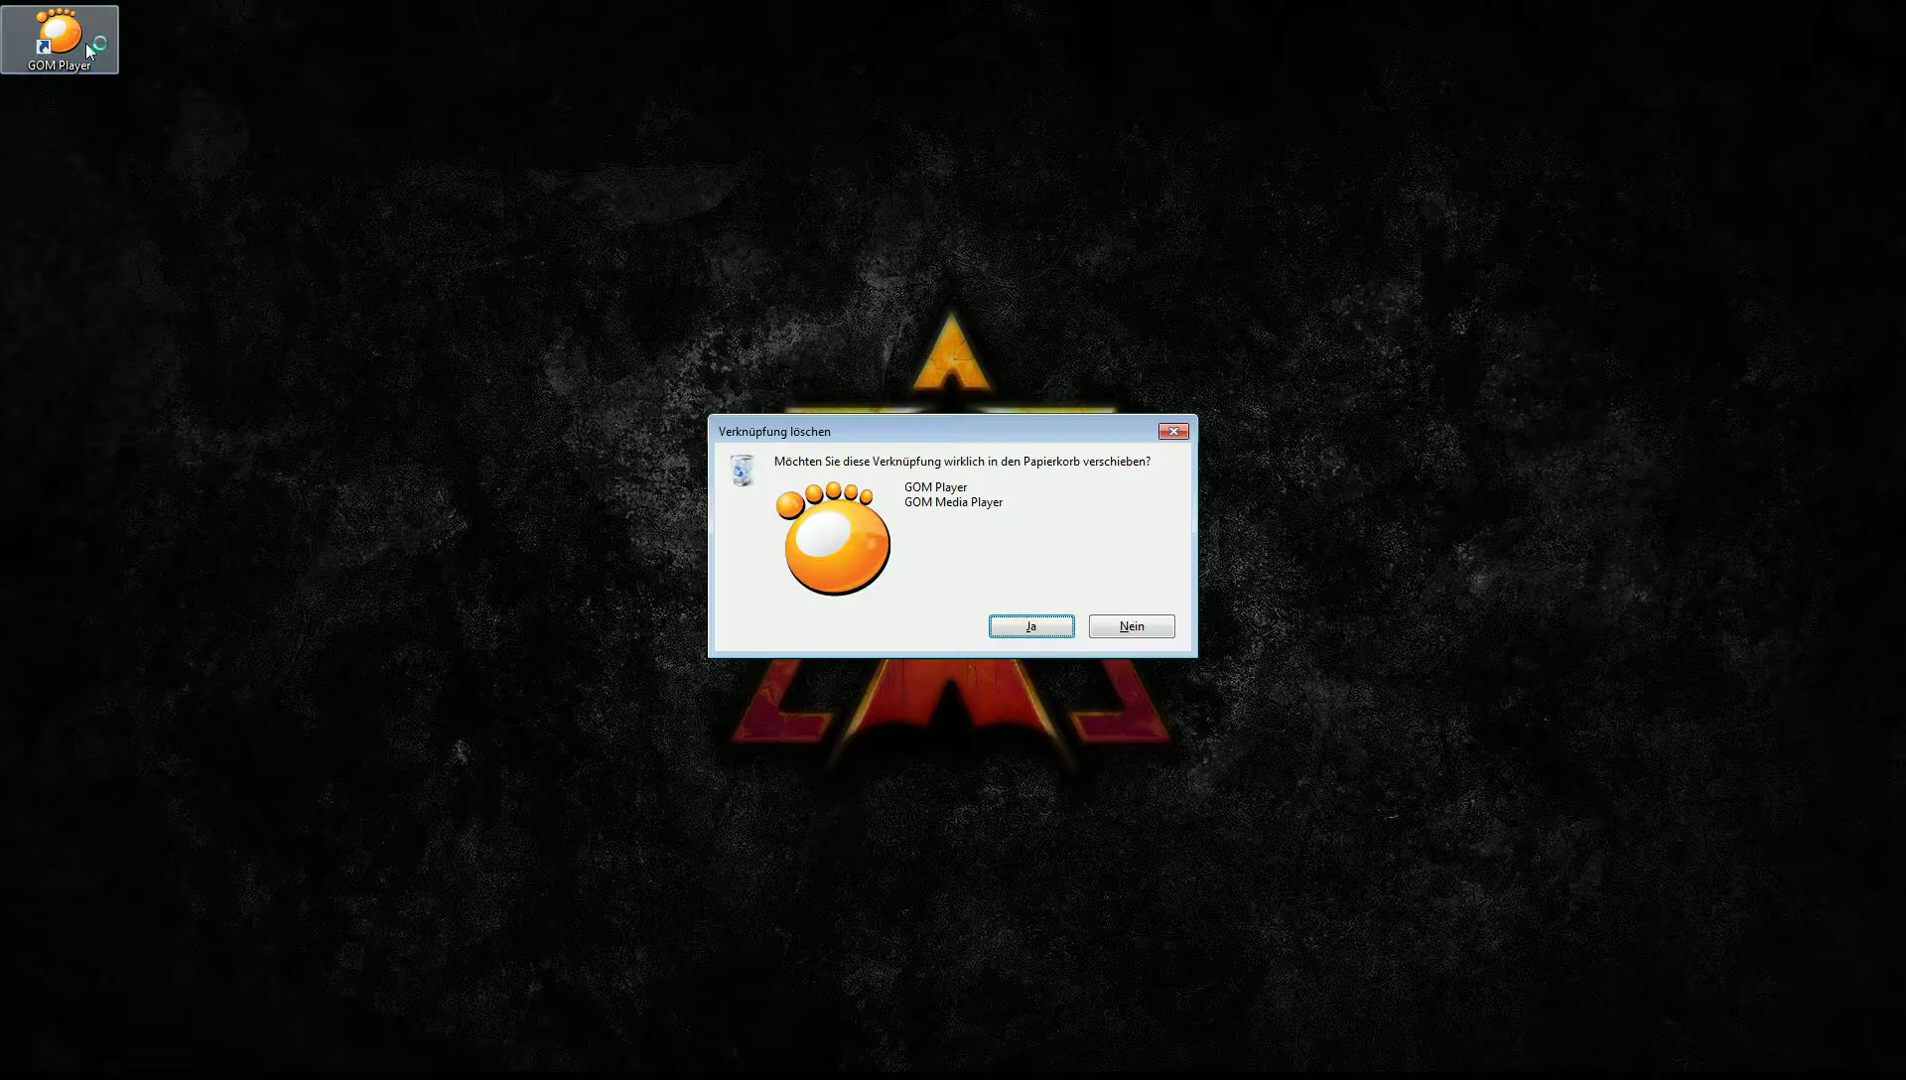 GOM Player
Verknüpfung löschen
Möchten Sie diese Verknüpfung wirklich in den Papierkorb verschieben?
GOM Player
GOM Media Player
Ja
Nein